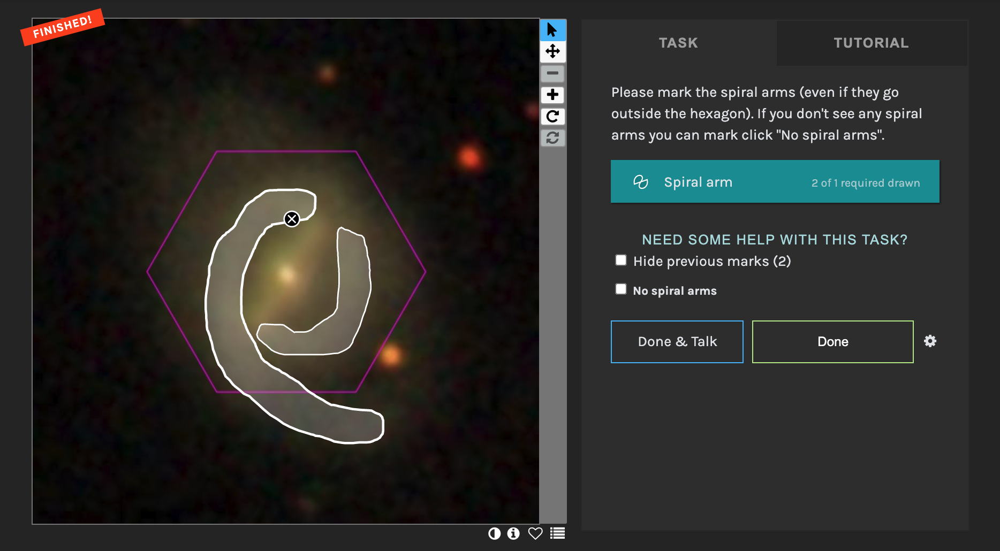 FINISHED!
TASK
TUTORIAL
Please mark the spiral arms (even if they go
outside the hexagon). If you don't see any spiral
arms you can mark click "No spiral arms".
Spiral arm
2 of 1 required drawn
NEED SOME HELP WITH THIS TASK?
Hide previous marks (2)
No spiral arms
Done & Talk
Done